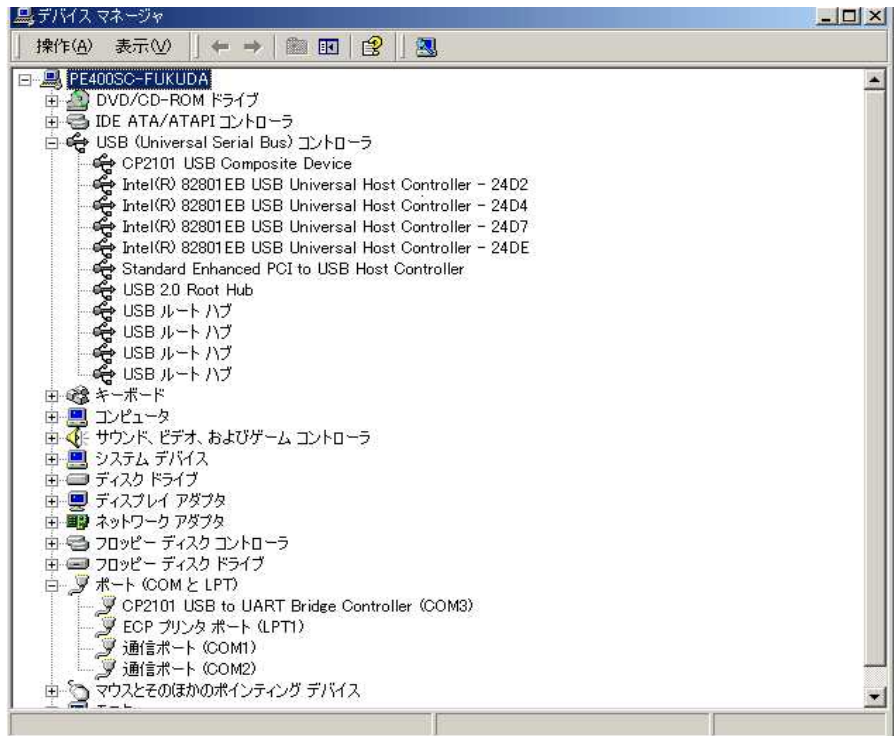 デバイス マネージャ
操作(A) 表示(V)
PE400SC-FUKUDA
DVD/CD-ROM ドライブ
IDE ATA/ATAPI コントローラ
USB (Universal Serial Bus) コントローラ
CP2101 USB Composite Device
Intel(R) 82801EB USB Universal Host Controller - 24D2
Intel(R) 82801EB USB Universal Host Controller - 24D4
Intel(R) 82801EB USB Universal Host Controller - 24D7
Intel(R) 82801EB USB Universal Host Controller - 24DE
Standard Enhanced PCI to USB Host Controller
USB 2.0 Root Hub
USB ルート ハブ
USB ルート ハブ
USB ルート ハブ
USB ルート ハブ
キーボード
コンピュータ
サウンド、ビデオ、およびゲーム コントローラ
システム デバイス
ディスク ドライブ
ディスプレイ アダプタ
ネットワーク アダプタ
フロッピー ディスク コントローラ
フロッピー ディスク ドライブ
ポート (COM と LPT)
CP2101 USB to UART Bridge Controller (COM3)
ECP プリンタ ポート (LPT1)
通信ポート (COM1)
通信ポート (COM2)
マウスとそのほかのポインティング デバイス